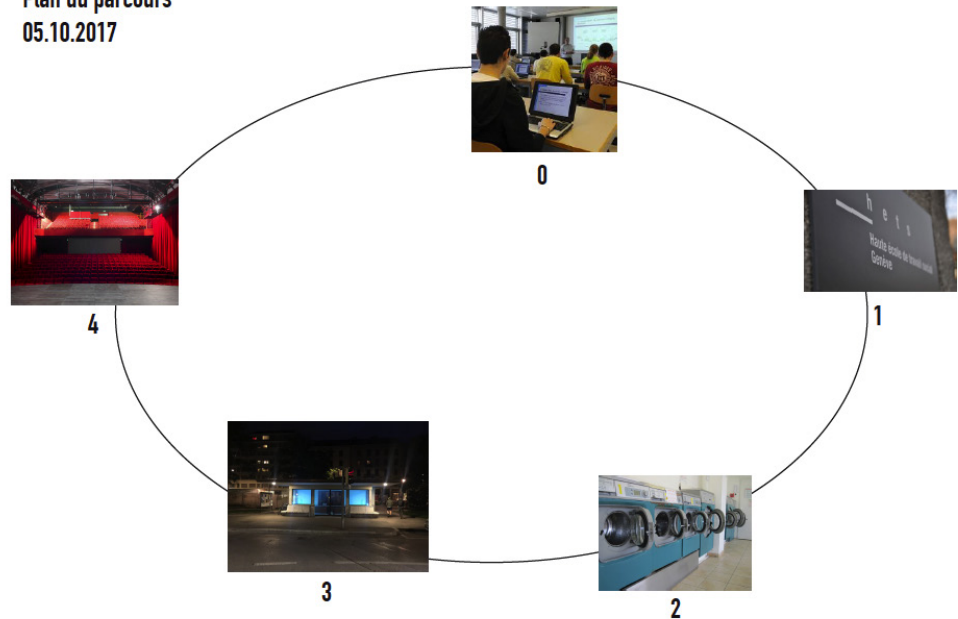 Plan du parcours
05.10.2017
0
h e t s
Haute école de travail social
Genève
4
1
3
2